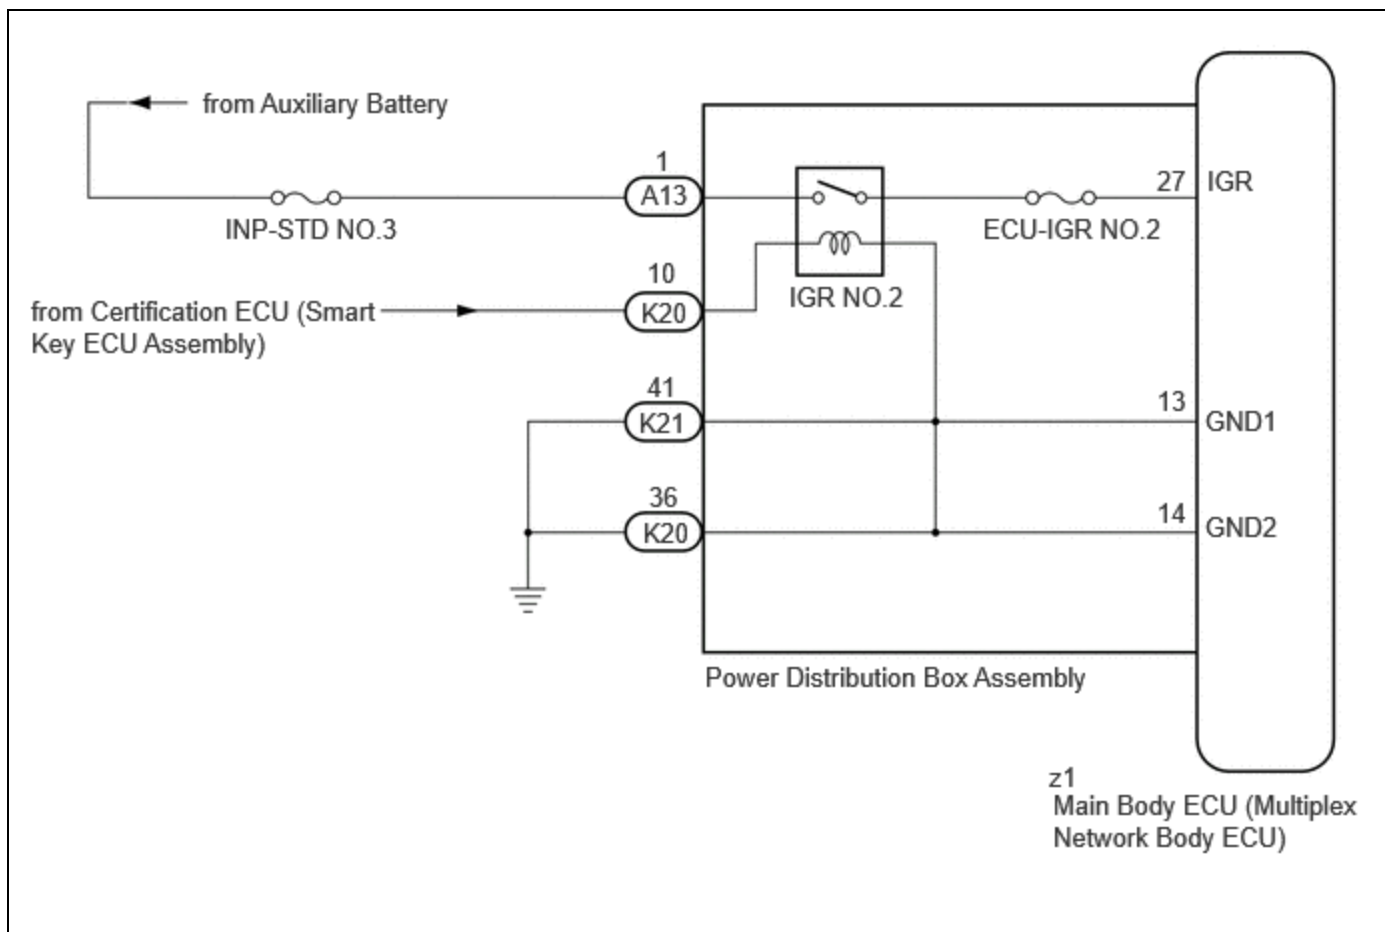 from Auxiliary Battery
1
A13
27
IGR
INP-STD NO.3
ECU-IGR NO.2
10
IGR NO.2
from Certification ECU (Smart
Key ECU Assembly)
K20
41
K21
13
GND1
36
K20
14
GND2
Power Distribution Box Assembly
z1
Main Body ECU (Multiplex
Network Body ECU)